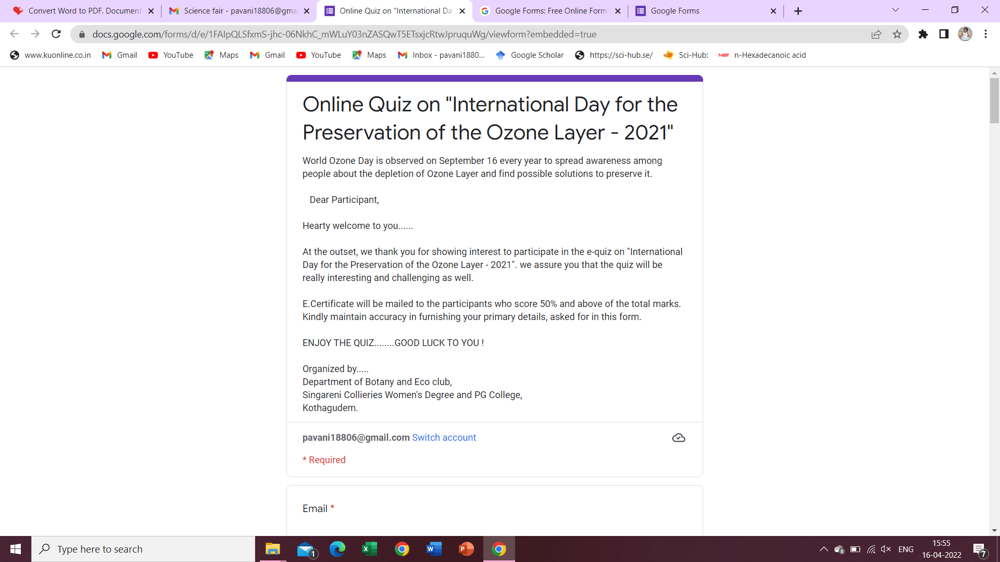 Convert Word to PDF. Document
Science fair - pavani18806@gma
Online Quiz on "International Da
Google Forms: Free Online Form
Google Forms
docs.google.com/forms/d/e/1FAIpQLSfxmS-jhc-06NkhC_mWLuY03nZASQwT5ETsxjcRtwJpruquWg/viewform?embedded=true
www.kuonline.co.in
Gmail
YouTube
Maps
Gmail
YouTube
Maps
Inbox - pavani1880...
Google Scholar
https://sci-hub.se/
Sci-Hub:
NIST
n-Hexadecanoic acid
Online Quiz on "International Day for the
Preservation of the Ozone Layer - 2021"
World Ozone Day is observed on September 16 every year to spread awareness among
people about the depletion of Ozone Layer and find possible solutions to preserve it.
Dear Participant,
Hearty welcome to you......
At the outset, we thank you for showing interest to participate in the e-quiz on "International
Day for the Preservation of the Ozone Layer - 2021". we assure you that the quiz will be
really interesting and challenging as well.
E.Certificate will be mailed to the participants who score 50% and above of the total marks.
Kindly maintain accuracy in furnishing your primary details, asked for in this form.
ENJOY THE QUIZ........GOOD LUCK TO YOU !
Organized by.....
Department of Botany and Eco club,
Singareni Collieries Women's Degree and PG College,
Kothagudem.
pavani18806@gmail.com Switch account
* Required
Email *
Type here to search
1
ENG
15:55
16-04-2022
7